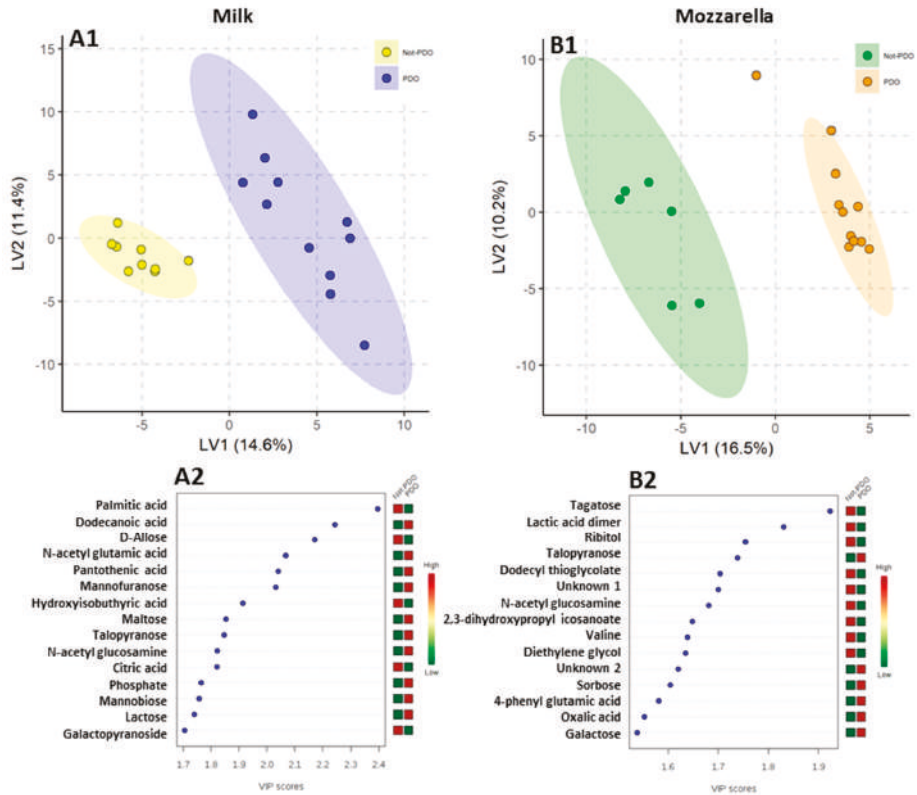 Milk
Mozzarella
A1
Not-PDO
PDO
15
10
5
0
-5
-10
LV2 (11.4%)
-5
0
5
10
LV1 (14.6%)
B1
Not-PDO
PDO
10
5
0
-5
-10
LV2 (10.2%)
-10
-5
0
5
LV1 (16.5%)
A2
Not PDO
PDO
Palmitic acid
Dodecanoic acid
D-Allose
N-acetyl glutamic acid
Pantothenic acid
Mannofuranose
Hydroxyisobuthyric acid
Maltose
Talopyranose
N-acetyl glucosamine
Citric acid
Phosphate
Mannobiose
Lactose
Galactopyranoside
High
Low
1.7
1.8
1.9
2.0
2.1
2.2
2.3
2.4
VIP scores
B2
Not PDO
PDO
Tagatose
Lactic acid dimer
Ribitol
Talopyranose
Dodecyl thioglycolate
Unknown 1
N-acetyl glucosamine
2,3-dihydroxypropyl icosanoate
Valine
Diethylene glycol
Unknown 2
Sorbose
4-phenyl glutamic acid
Oxalic acid
Galactose
High
Low
1.6
1.7
1.8
1.9
VIP scores